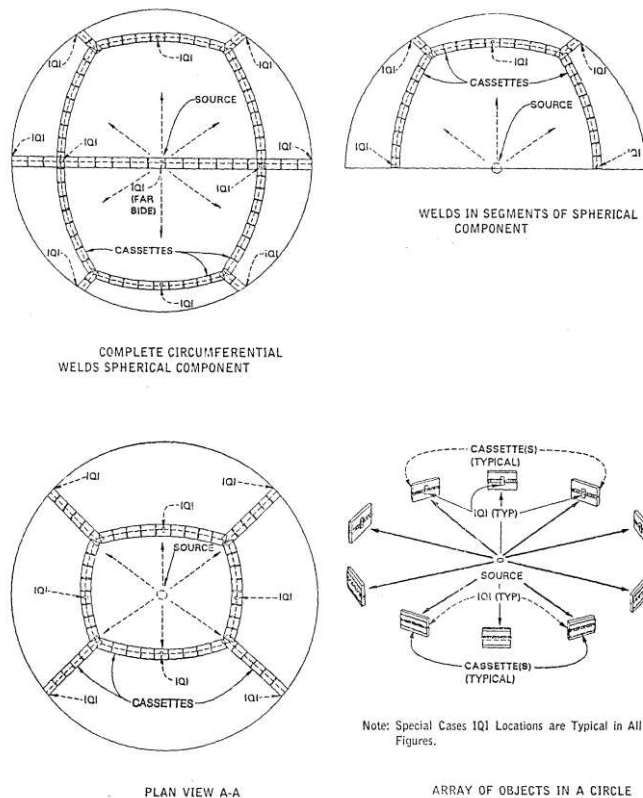 IQI
IQI
IQI
CASSETTES
SOURCE
IQI
IQI
IQI
IQI
IQI
(FAR
SIDE)
CASSETTES
IQI
IQI
IQI
COMPLETE CIRCUMFERENTIAL
WELDS SPHERICAL COMPONENT
IQI
IQI
IQI
CASSETTES
SOURCE
IQI
IQI
WELDS IN SEGMENTS OF SPHERICAL
COMPONENT
IQI
IQI
IQI
SOURCE
IQI
IQI
IQI
CASSETTES
IQI
IQI
PLAN VIEW A-A
CASSETTE(S)
(TYPICAL)
IQI (TYP)
SOURCE
IQI (TYP)
CASSETTE(S)
(TYPICAL)
Note: Special Cases IQI Locations are Typical in All
Figures.
ARRAY OF OBJECTS IN A CIRCLE